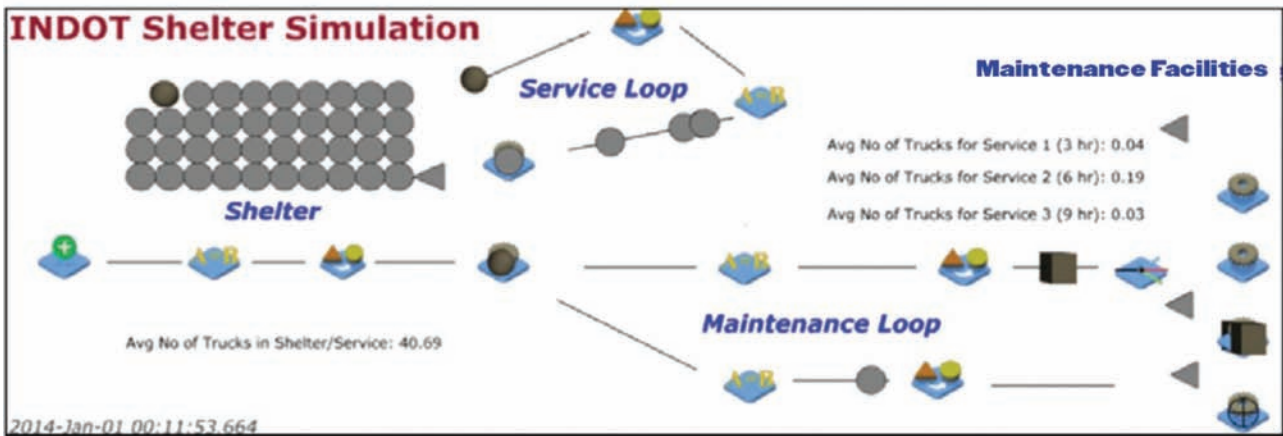 INDOT Shelter Simulation
Service Loop
Maintenance Facilities
Avg No of Trucks for Service 1 (3 hr): 0.04
Avg No of Trucks for Service 2 (6 hr): 0.19
Avg No of Trucks for Service 3 (9 hr): 0.03
Shelter
A=B
A=B
A=B
Maintenance Loop
Avg No of Trucks in Shelter/Service: 40.69
A=B
2014-Jan-01 00:11:53.664